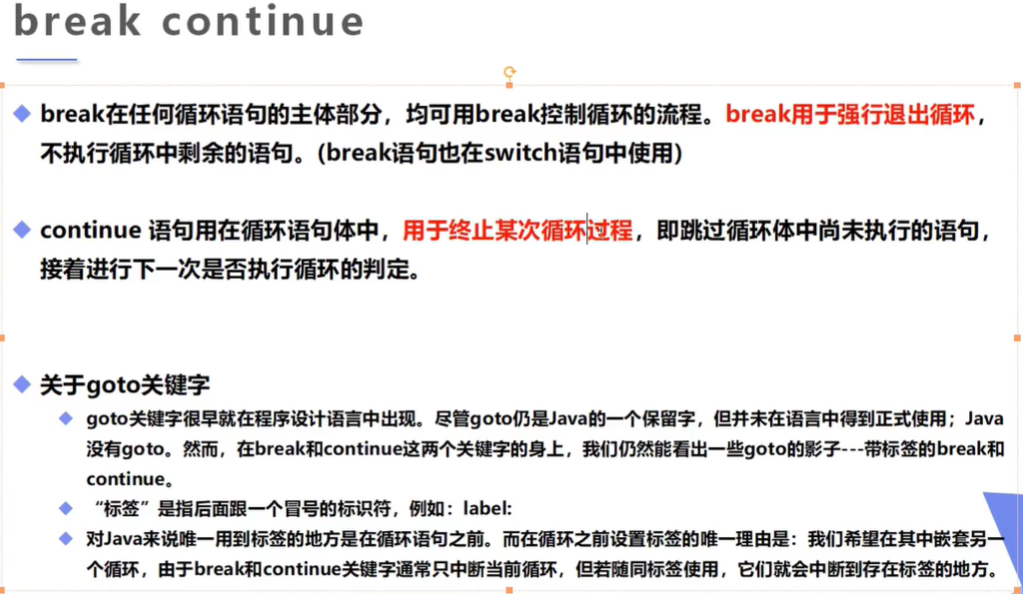 break continue
break在任何循环语句的主体部分，均可用break控制循环的流程。break用于强行退出循环，
不执行循环中剩余的语句。(break语句也在switch语句中使用)
continue 语句用在循环语句体中，用于终止某次循环过程，即跳过循环体中尚未执行的语句，
接着进行下一次是否执行循环的判定。
关于goto关键字
goto关键字很早就在程序设计语言中出现。尽管goto仍是Java的一个保留字，但并未在语言中得到正式使用；Java
没有goto。然而，在break和continue这两个关键字的身上，我们仍然能看出一些goto的影子---带标签的break和
continue。
“标签”是指后面跟一个冒号的标识符，例如：label:
对Java来说唯一用到标签的地方是在循环语句之前。而在循环之前设置标签的唯一理由是：我们希望在其中嵌套另一
个循环，由于break和continue关键字通常只中断当前循环，但若随同标签使用，它们就会中断到存在标签的地方。